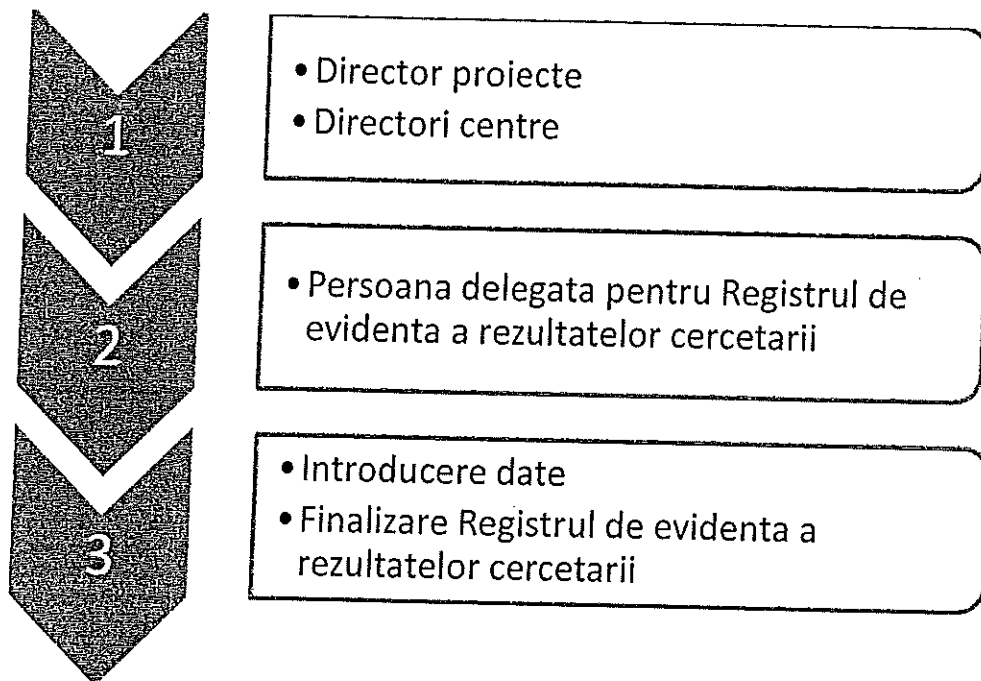 1
• Director proiecte
• Directori centre
2
• Persoana delegata pentru Registrul de
evidenta a rezultatelor cercetarii
3
• Introducere date
• Finalizare Registrul de evidenta a
rezultatelor cercetarii